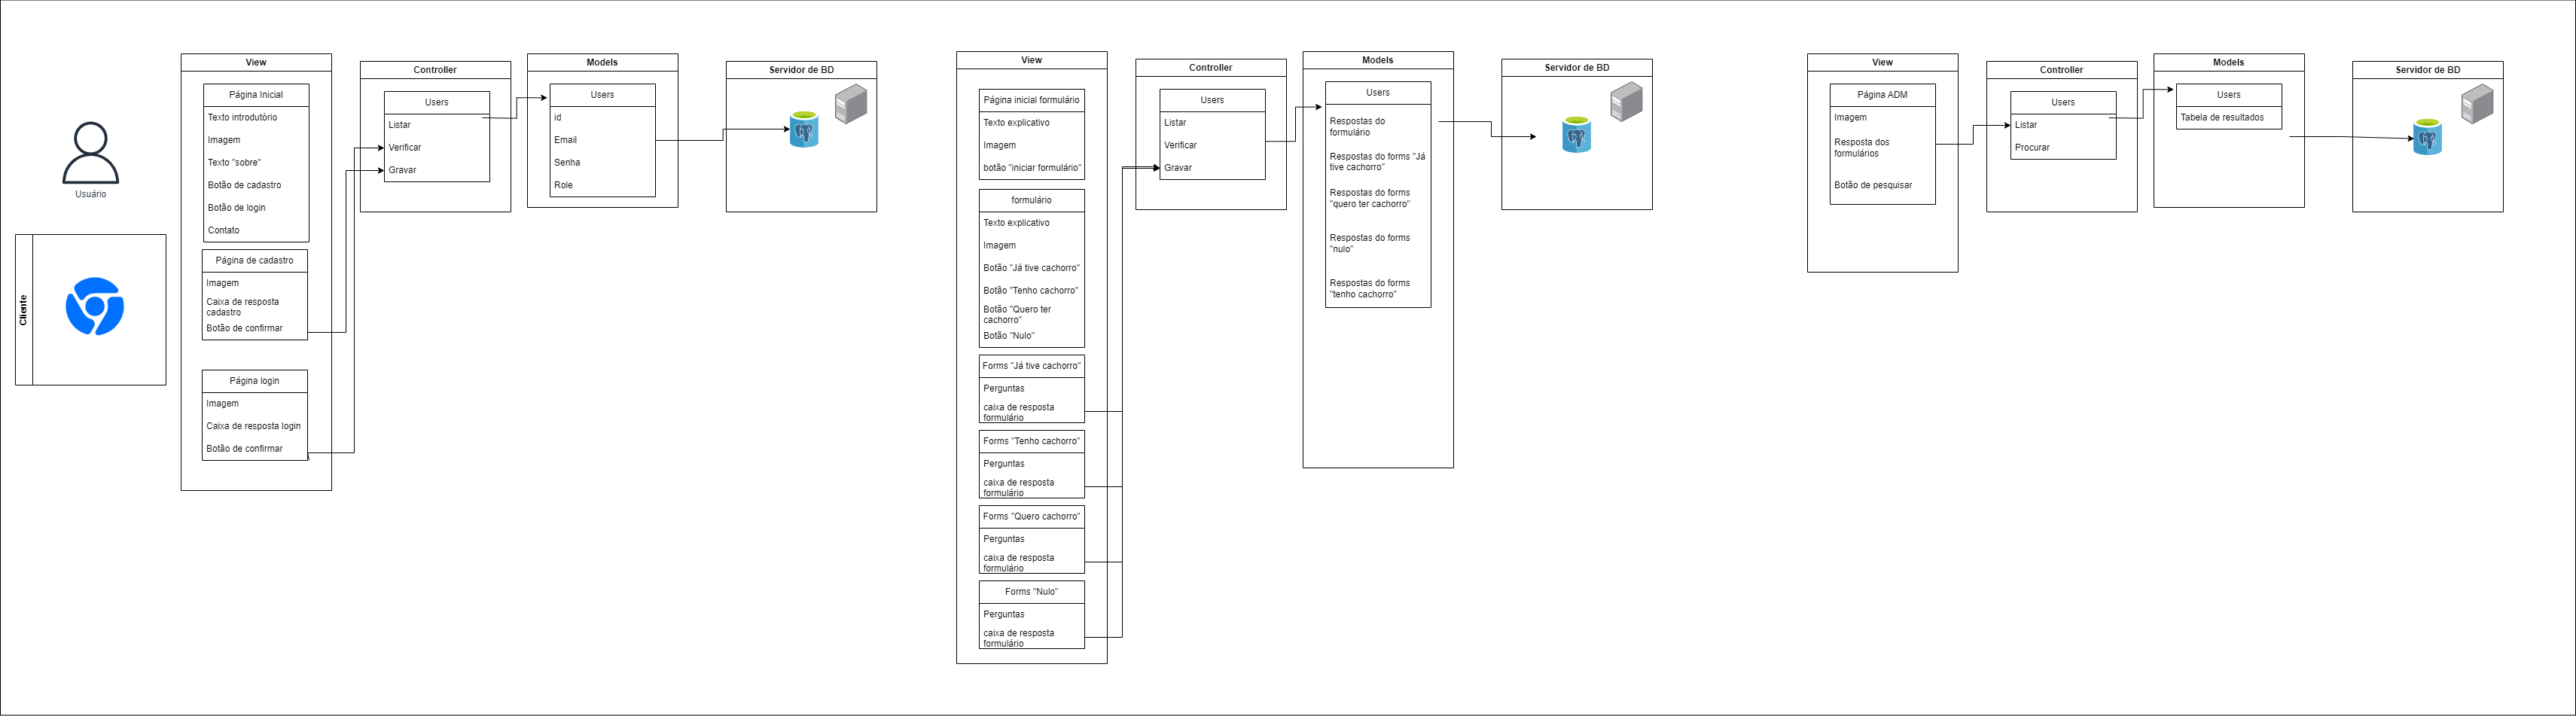 Usuário
Cliente
View
Página Inicial
Texto introdutório
Imagem
Texto "sobre"
Botão de cadastro
Botão de login
Contato
Página de cadastro
Imagem
Caixa de resposta
cadastro
Botão de confirmar
Página login
Imagem
Caixa de resposta login
Botão de confirmar
Controller
Users
Listar
Verificar
Gravar
Models
Users
id
Email
Senha
Role
Servidor de BD
View
Página inicial formulário
Texto explicativo
Imagem
botão "iniciar formulário"
formulário
Texto explicativo
Imagem
Botão "Já tive cachorro"
Botão "Tenho cachorro"
Botão "Quero ter
cachorro"
Botão "Nulo"
Forms "Já tive cachorro"
Perguntas
caixa de resposta
formulário
Forms "Tenho cachorro"
Perguntas
caixa de resposta
formulário
Forms "Quero cachorro"
Perguntas
caixa de resposta
formulário
Forms "Nulo"
Perguntas
caixa de resposta
formulário
Controller
Users
Listar
Verificar
Gravar
Models
Users
Respostas do
formulário
Respostas do forms "Já
tive cachorro"
Respostas do forms
"quero ter cachorro"
Respostas do forms
"nulo"
Respostas do forms
"tenho cachorro"
Servidor de BD
View
Página ADM
Imagem
Resposta dos
formulários
Botão de pesquisar
Controller
Users
Listar
Procurar
Models
Users
Tabela de resultados
Servidor de BD